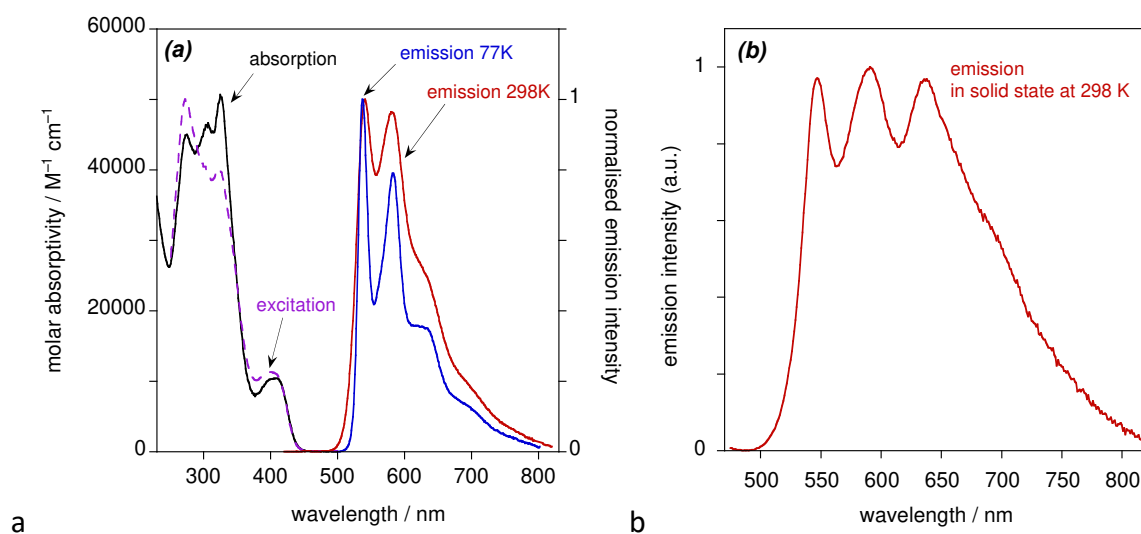 (a)
absorption
emission 77K
emission 298K
excitation
60000
40000
20000
0
molar absorptivity / M⁻¹ cm⁻¹
1
0
normalised emission intensity
300 400 500 600 700 800
wavelength / nm
a
(b)
emission
in solid state at 298 K
1
0
emission intensity (a.u.)
500 550 600 650 700 750 800
wavelength / nm
b